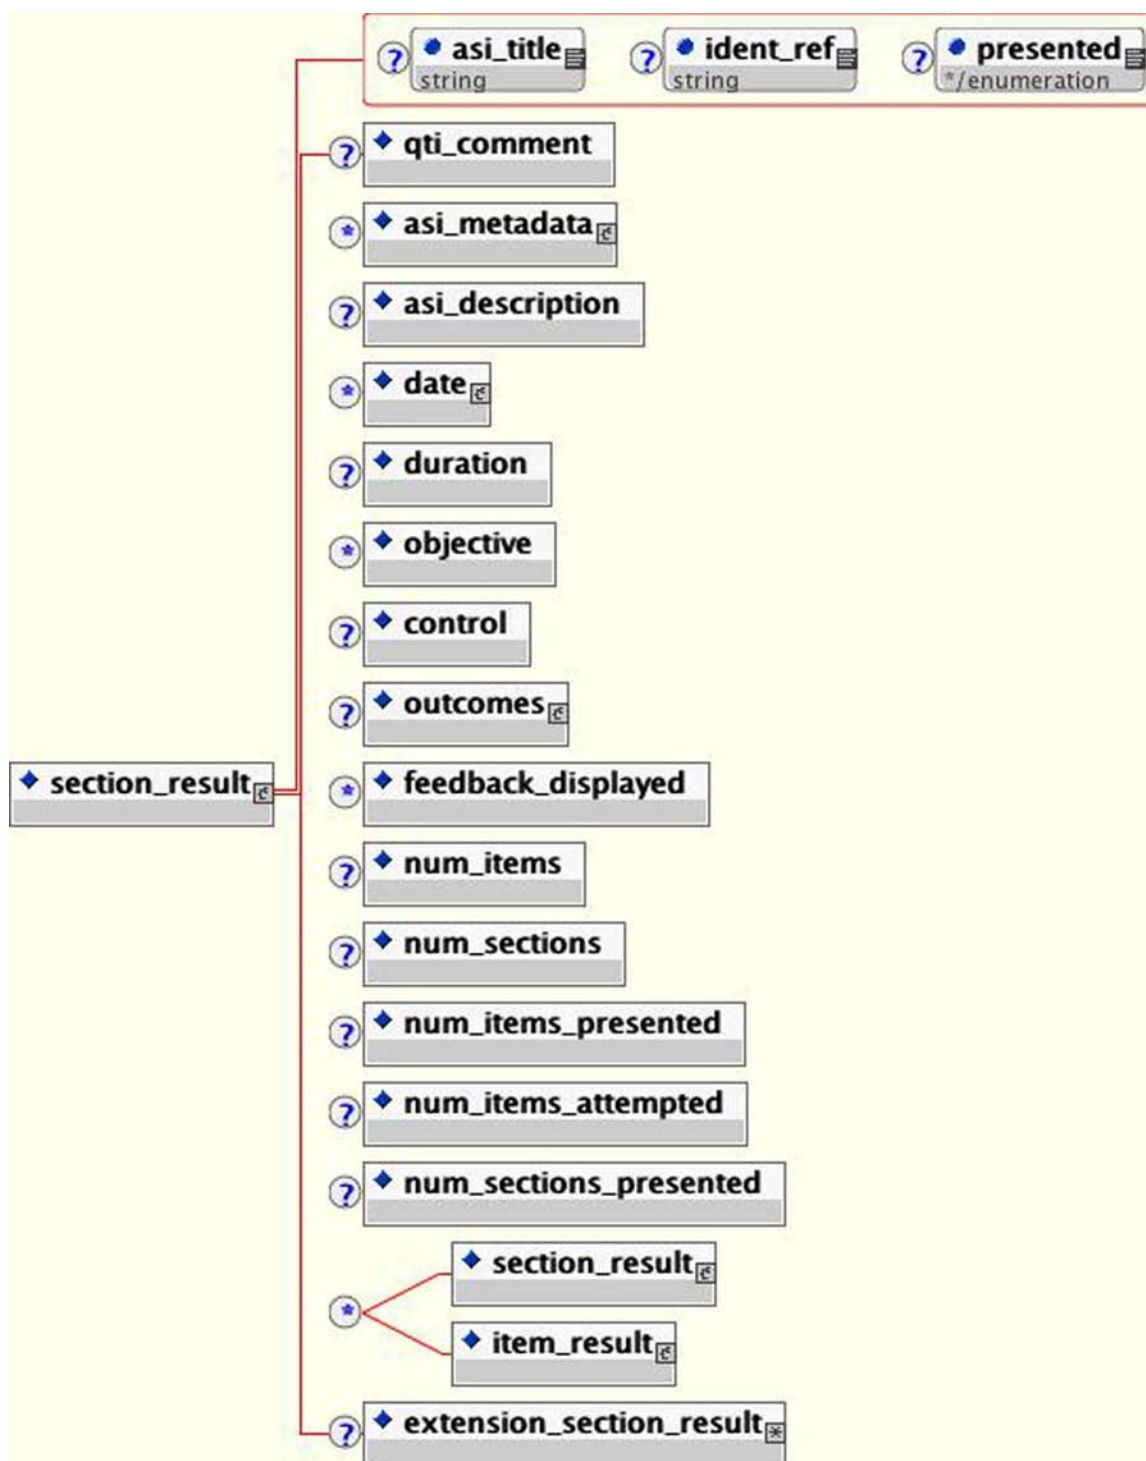 ? asi_title ? ident_ref ? presented
string string */enumeration
? qti_comment
* asi_metadata
? asi_description
* date
? duration
* objective
? control
? outcomes
section_result * feedback_displayed
? num_items
? num_sections
? num_items_presented
? num_items_attempted
? num_sections_presented
section_result
*
item_result
? extension_section_result *